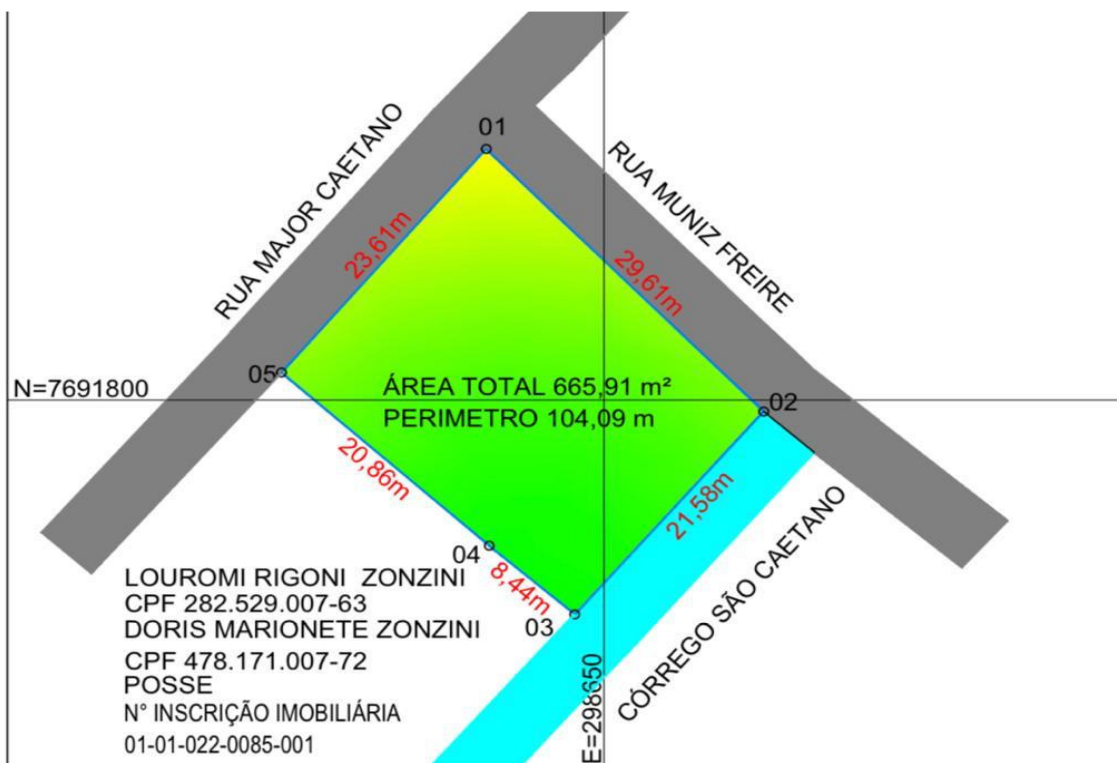 01
RUA MAJOR CAETANO
RUA MUNIZ FREIRE
23,61m
29,61m
05
N=7691800
ÁREA TOTAL 665,91 m²
PERIMETRO 104,09 m
02
20,86m
21,58m
04
8,44m
03
CÓRREGO SÃO CAETANO
E=298650
LOUROMI RIGONI ZONZINI
CPF 282.529.007-63
DORIS MARIONETE ZONZINI
CPF 478.171.007-72
POSSE
N° INSCRIÇÃO IMOBILIÁRIA
01-01-022-0085-001